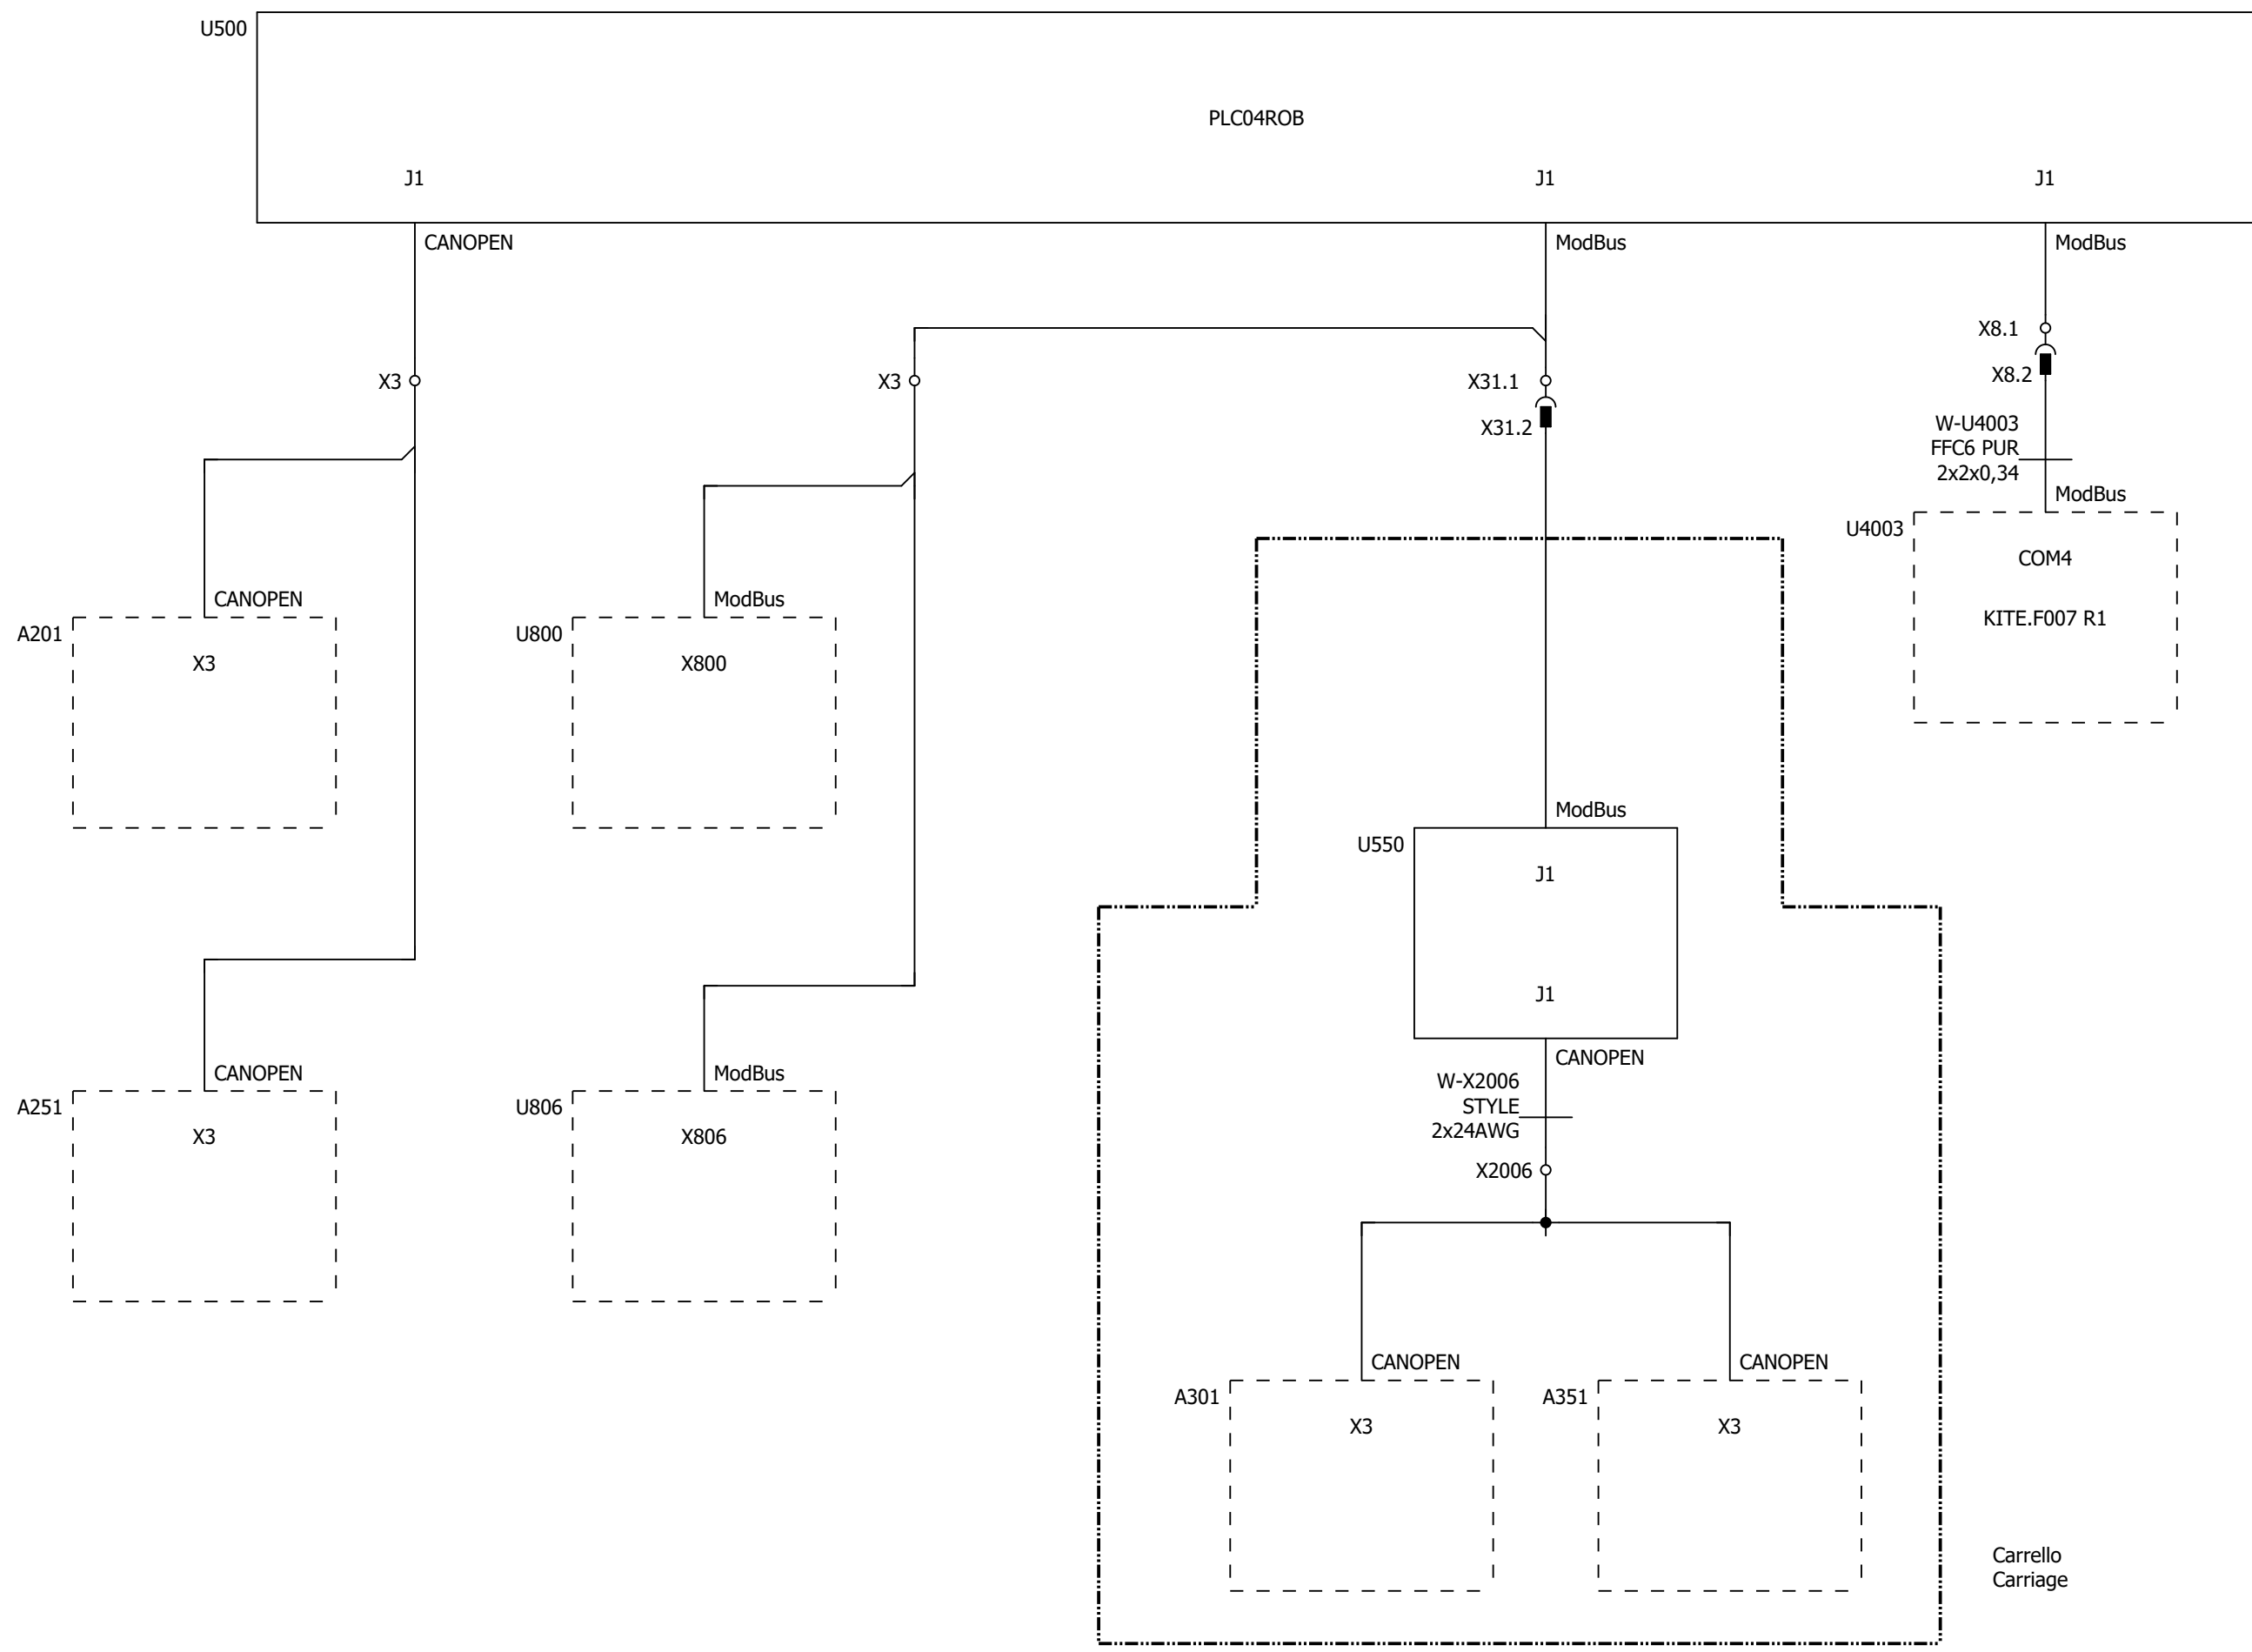 U500
PLC04ROB
J1
J1
J1
CANOPEN
ModBus
ModBus
X8.1
X3
X3
X31.1
X8.2
X31.2
W-U4003
FFC6 PUR
2x2x0,34
ModBus
U4003
COM4
KITE.F007 R1
CANOPEN
ModBus
A201
X3
U800
X800
ModBus
U550
J1
J1
CANOPEN
CANOPEN
ModBus
W-X2006
STYLE
2x24AWG
A251
X3
U806
X806
X2006
CANOPEN
CANOPEN
A301
X3
A351
X3
Carrello
Carriage